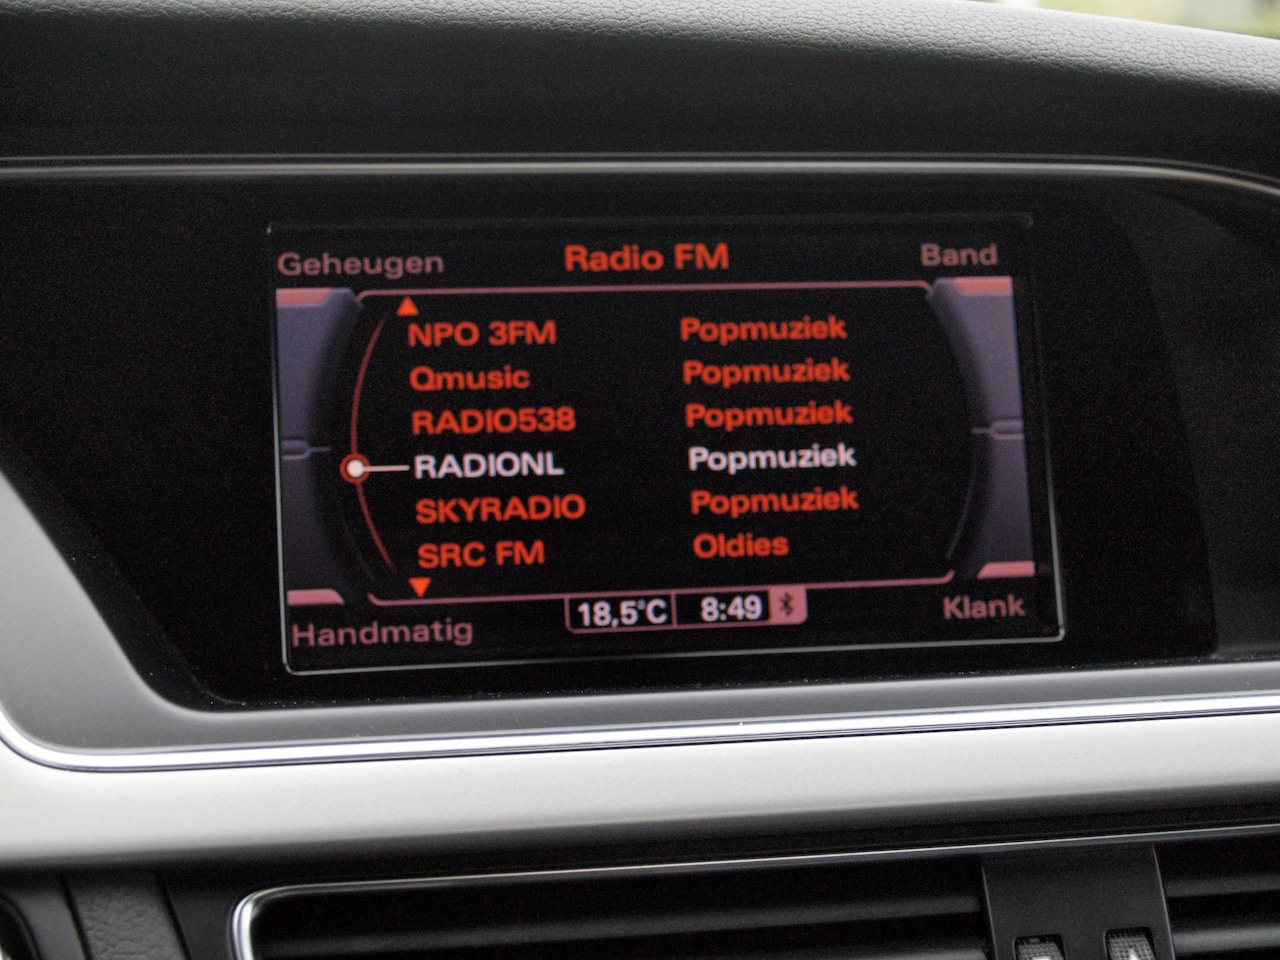 Geheugen Radio FM Band
NPO 3FM Popmuziek
Qmusic Popmuziek
RADIO538 Popmuziek
RADIONL Popmuziek
SKYRADIO Popmuziek
SRC FM Oldies
Handmatig 18,5°C 8:49 Klank